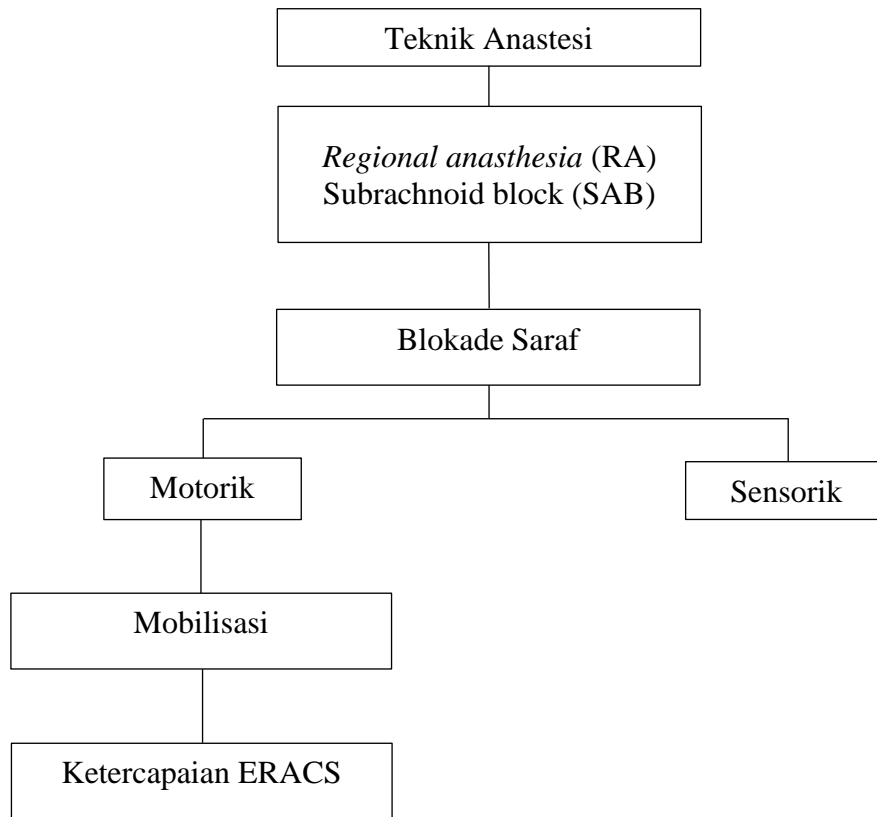 Teknik Anastesi
Regional anasthesia (RA)
Subrachnoid block (SAB)
Blokade Saraf
Motorik
Sensorik
Mobilisasi
Ketercapaian ERACS